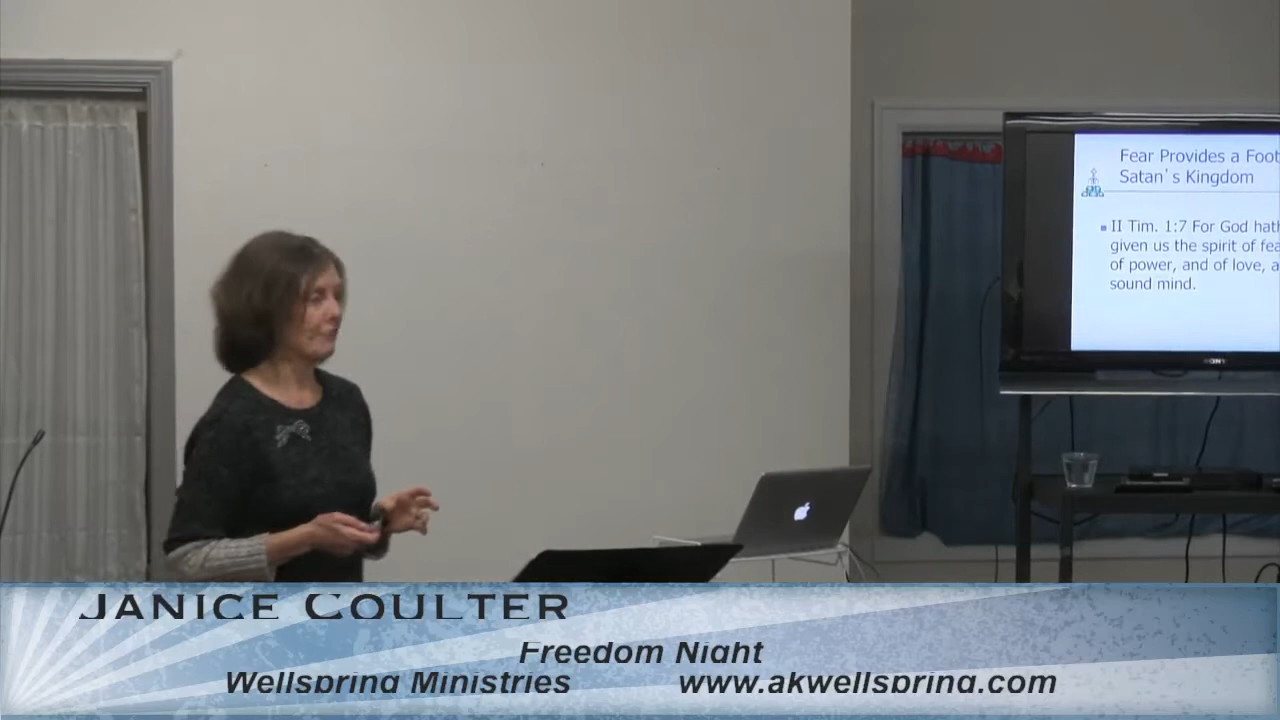 Fear Provides a Foot
Satan's Kingdom
II Tim. 1:7 For God hath
given us the spirit of fea
of power, and of love, a
sound mind.
SONY
JANICE COULTER
Freedom Night
Wellspring Ministries www.akwellspring.com